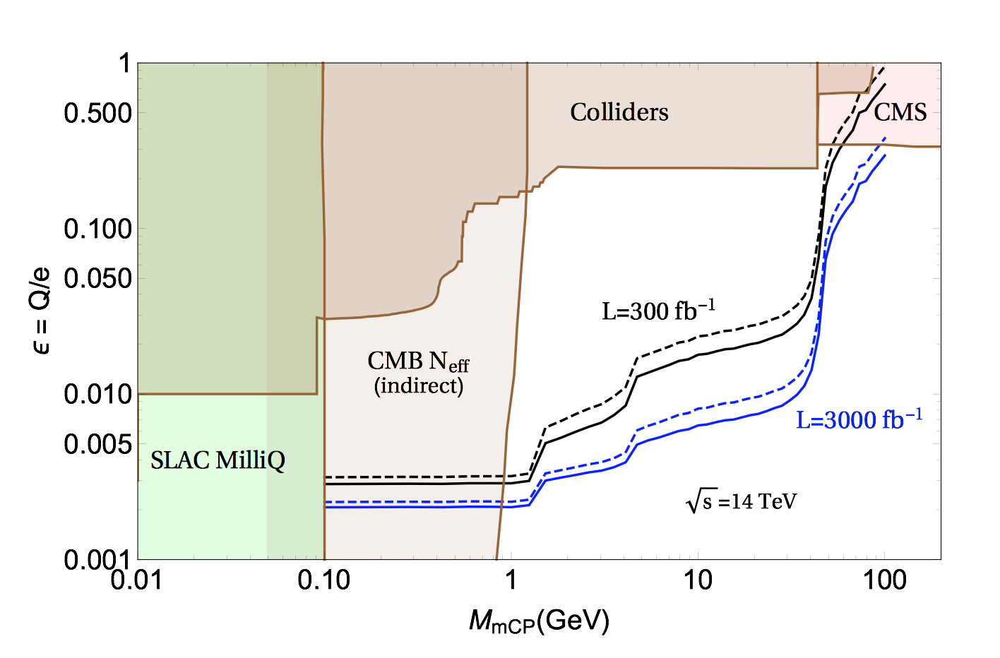 1
0.500
0.100
0.050
0.010
0.005
0.001
ϵ = Q/e
Colliders
CMS
L=300 fb⁻¹
CMB Neff
(indirect)
L=3000 fb⁻¹
SLAC MilliQ
√s =14 TeV
0.01 0.10 1 10 100
MmCP(GeV)